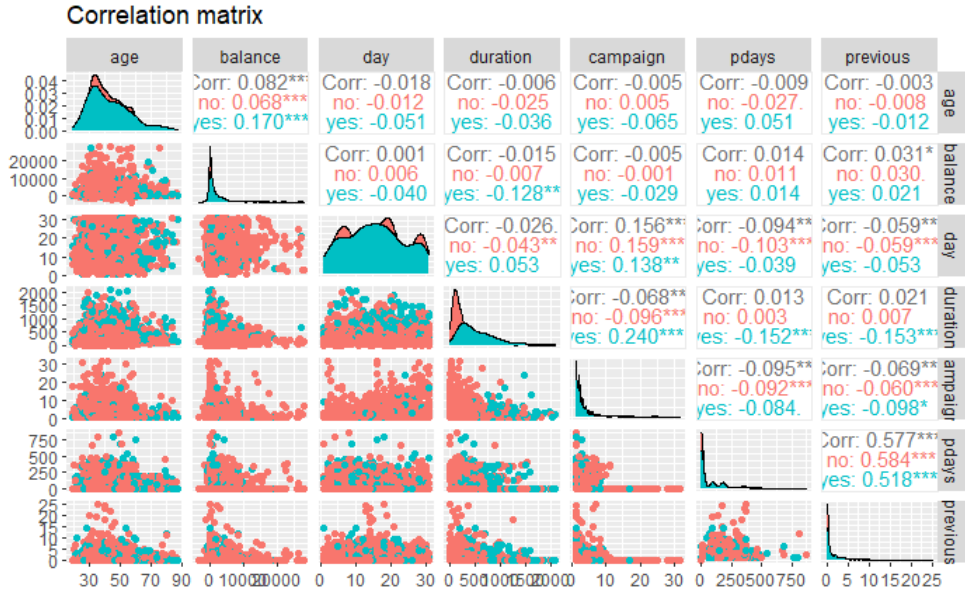 Correlation matrix
age balance day duration campaign pdays previous
0.04
0.03
0.02
0.01
0.00
Corr: 0.082***
no: 0.068***
yes: 0.170***
Corr: -0.018
no: -0.012
yes: -0.051
Corr: -0.006
no: -0.025
yes: -0.036
Corr: -0.005
no: 0.005
yes: -0.065
Corr: -0.009
no: -0.027.
yes: 0.051
Corr: -0.003
no: -0.008
yes: -0.012
age
20000
10000
0
Corr: 0.001
no: 0.006
yes: -0.040
Corr: -0.015
no: -0.007
yes: -0.128**
Corr: -0.005
no: -0.001
yes: -0.029
Corr: 0.014
no: 0.011
yes: 0.014
Corr: 0.031*
no: 0.030.
yes: 0.021
balance
30
20
10
0
Corr: -0.026.
no: -0.043**
yes: 0.053
Corr: 0.156***
no: 0.159***
yes: 0.138**
Corr: -0.094**
no: -0.103***
yes: -0.039
Corr: -0.059**
no: -0.059***
yes: -0.053
day
2000
1500
1000
500
0
Corr: -0.068**
no: -0.096***
yes: -0.240***
Corr: 0.013
no: 0.003
yes: -0.152***
Corr: 0.021
no: 0.007
yes: -0.153***
duration
30
20
10
0
Corr: -0.095**
no: -0.092***
yes: -0.084.
Corr: -0.069**
no: -0.060***
yes: -0.098*
ampaigr
750
500
250
0
Corr: 0.577***
no: 0.584***
yes: 0.518***
pdays
25
20
15
10
5
0
previous
30 50 70 90
0 10000 20000
0 10 20 30
0 500 1000 1500 2000
0 10 20 30
0 250 500 750
0 5 10 15 20 25